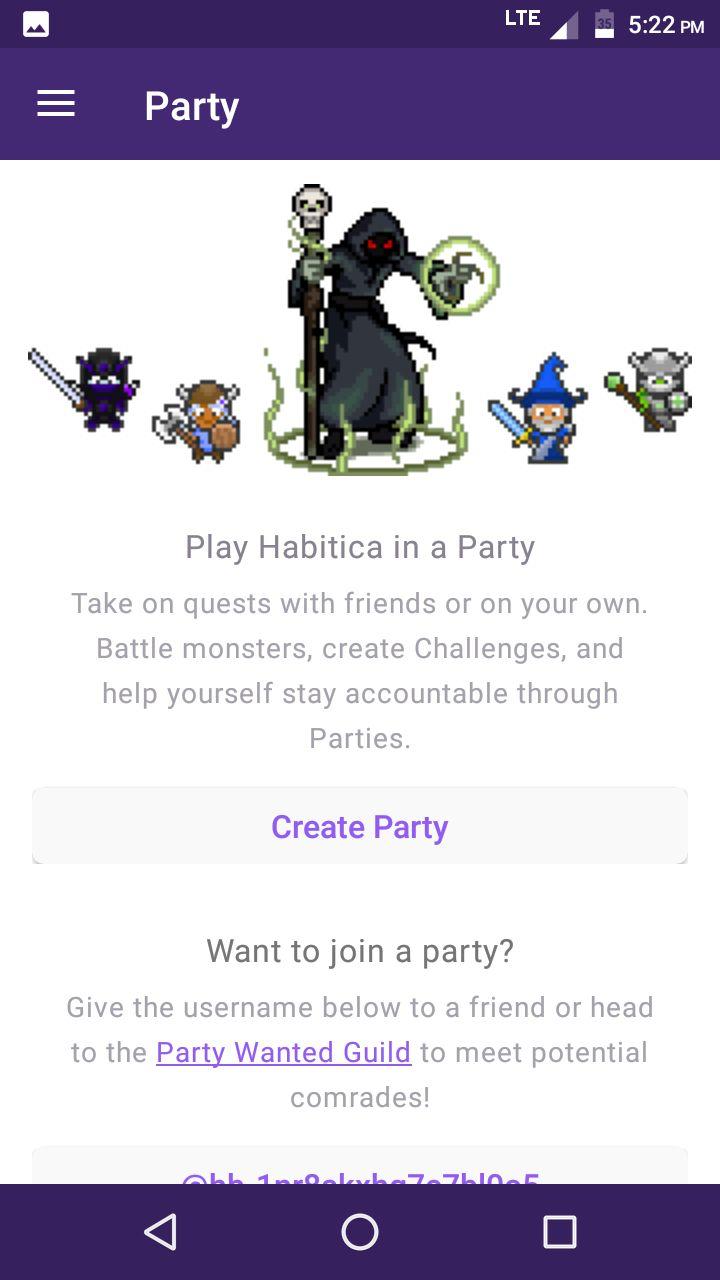 LTE 35 5:22 PM
Party
Play Habitica in a Party
Take on quests with friends or on your own.
Battle monsters, create Challenges, and
help yourself stay accountable through
Parties.
Create Party
Want to join a party?
Give the username below to a friend or head
to the Party Wanted Guild to meet potential
comrades!